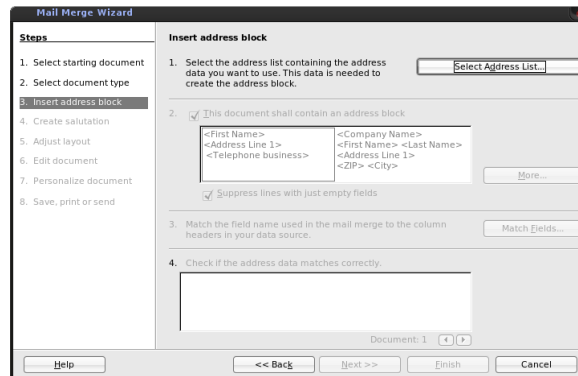 Mail Merge Wizard
Steps
1. Select starting document
2. Select document type
3. Insert address block
4. Create salutation
5. Adjust layout
6. Edit document
7. Personalize document
8. Save, print or send
Insert address block
1. Select the address list containing the address
data you want to use. This data is needed to
create the address block.
Select Address List...
2. This document shall contain an address block
<First Name>
<Address Line 1>
<Telephone business>
<Company Name>
<First Name> <Last Name>
<Address Line 1>
<ZIP> <City>
More...
Suppress lines with just empty fields
3. Match the field name used in the mail merge to the column
headers in your data source.
Match Fields...
4. Check if the address data matches correctly.
Document: 1
Help
<< Back
Next >>
Finish
Cancel